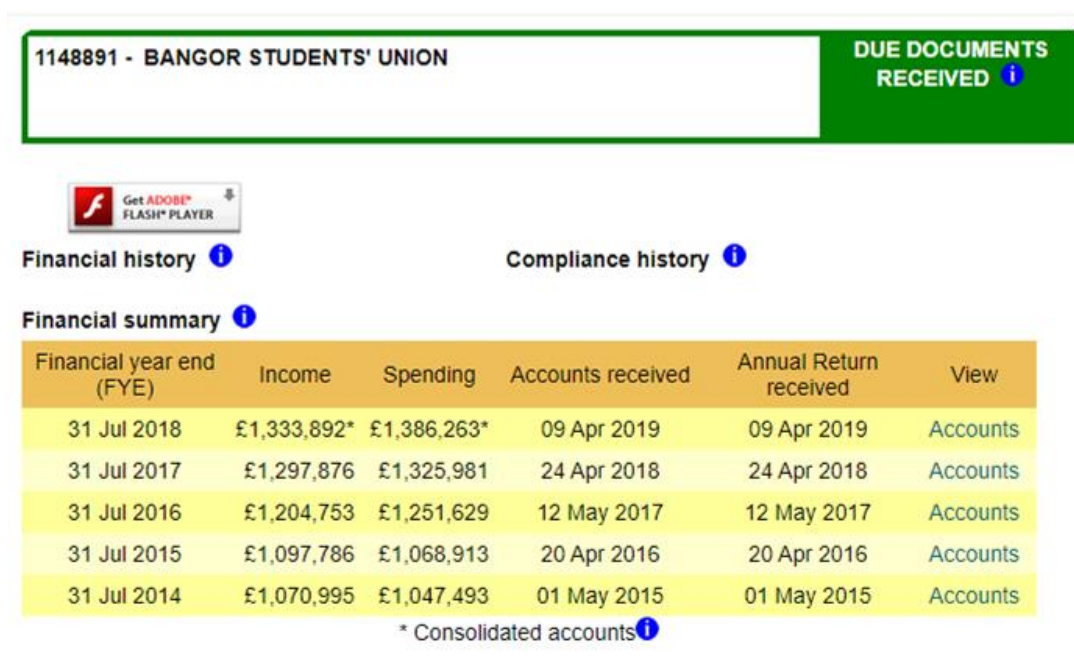 1148891 - BANGOR STUDENTS' UNION
DUE DOCUMENTS
RECEIVED i
Get ADOBE®
FLASH® PLAYER
Financial history i
Compliance history i
Financial summary i
Financial year end (FYE) Income Spending Accounts received Annual Return received View
31 Jul 2018 £1,333,892* £1,386,263* 09 Apr 2019 09 Apr 2019 Accounts
31 Jul 2017 £1,297,876 £1,325,981 24 Apr 2018 24 Apr 2018 Accounts
31 Jul 2016 £1,204,753 £1,251,629 12 May 2017 12 May 2017 Accounts
31 Jul 2015 £1,097,786 £1,068,913 20 Apr 2016 20 Apr 2016 Accounts
31 Jul 2014 £1,070,995 £1,047,493 01 May 2015 01 May 2015 Accounts
* Consolidated accounts i